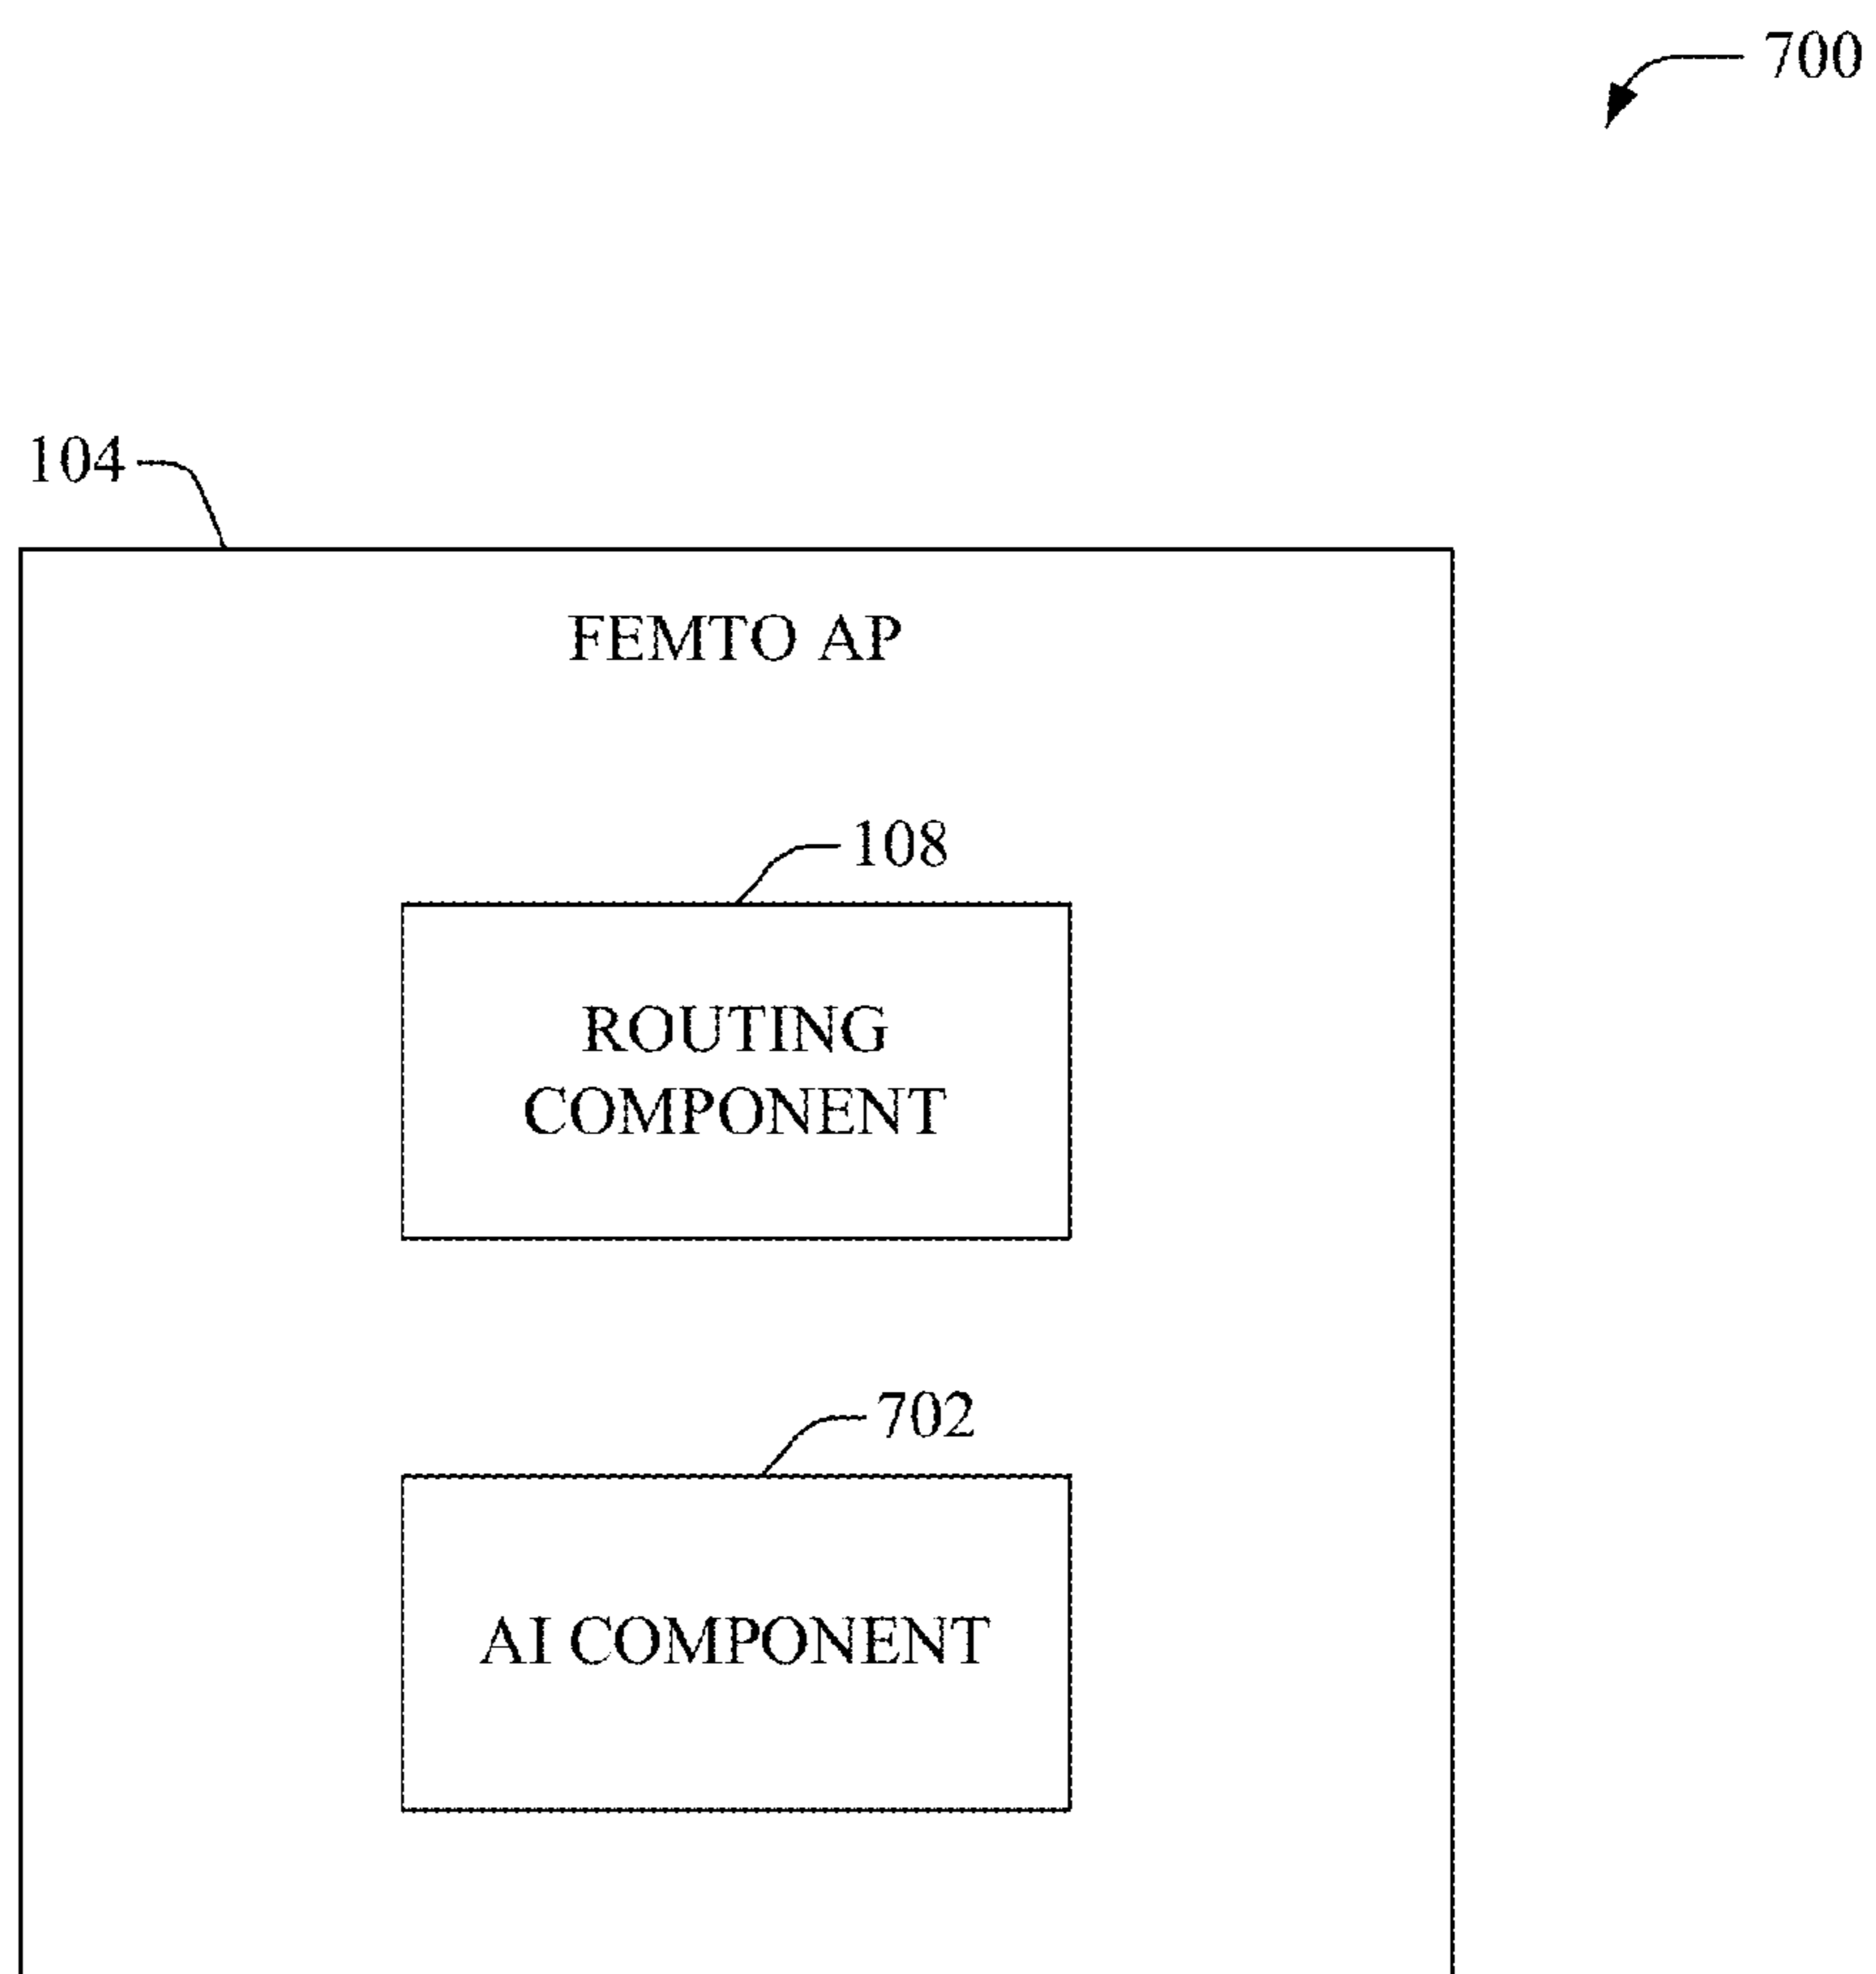 700
104
FEMTO AP
108
ROUTING
COMPONENT
702
AI COMPONENT